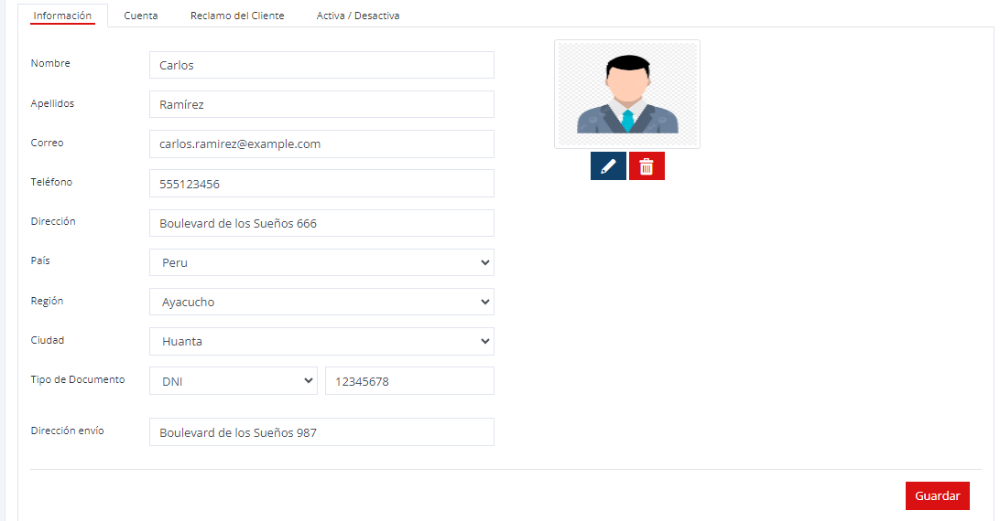 Información Cuenta Reclamo del Cliente Activa / Desactiva
Nombre Carlos
Apellidos Ramírez
Correo carlos.ramirez@example.com
Teléfono 555123456
Dirección Boulevard de los Sueños 666
País Peru
Región Ayacucho
Ciudad Huanta
Tipo de Documento DNI 12345678
Dirección envío Boulevard de los Sueños 987
Guardar